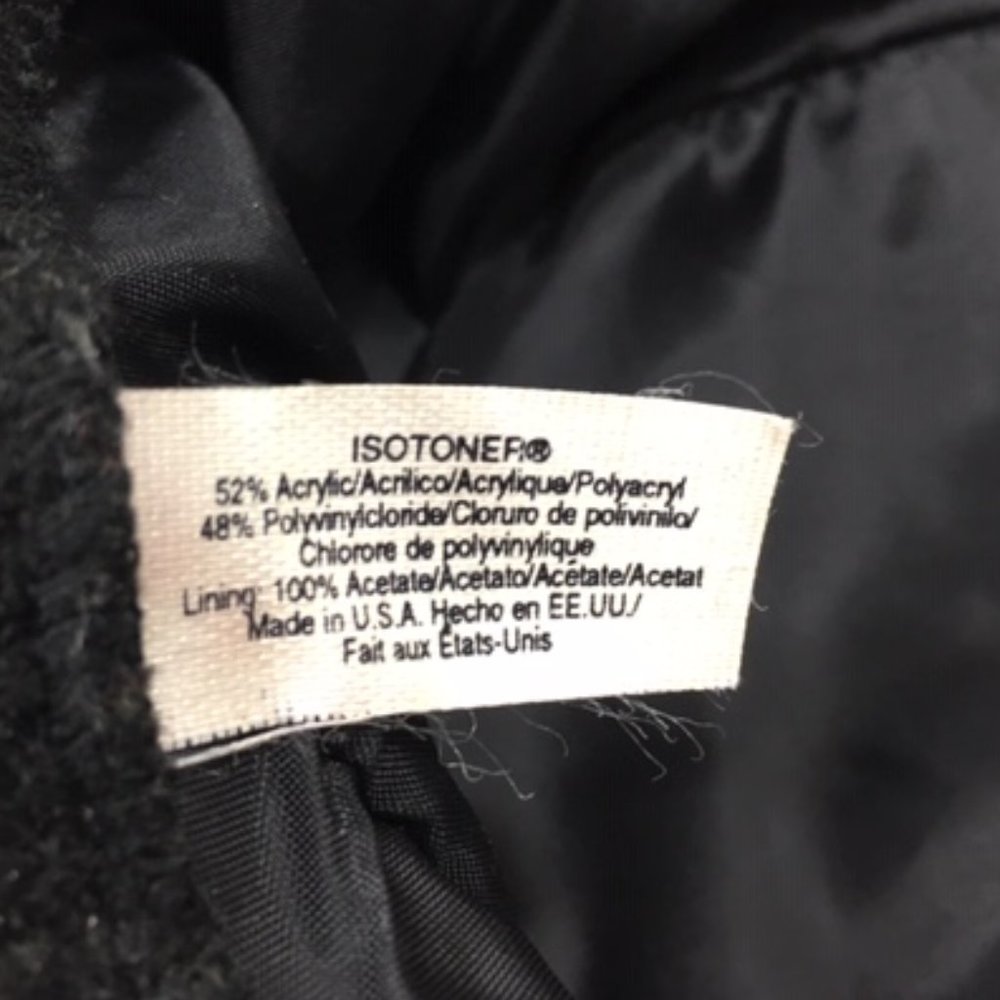 ISOTONER®
52% Acrylic/Acrilico/Acrylique/Polyacryl
48% Polyvinylcloride/Cloruro de polivinilo/
Chlorore de polyvinylique
Lining: 100% Acetate/Acetato/Acétate/Acetat
Made in U.S.A. Hecho en EE.UU./
Fait aux États-Unis